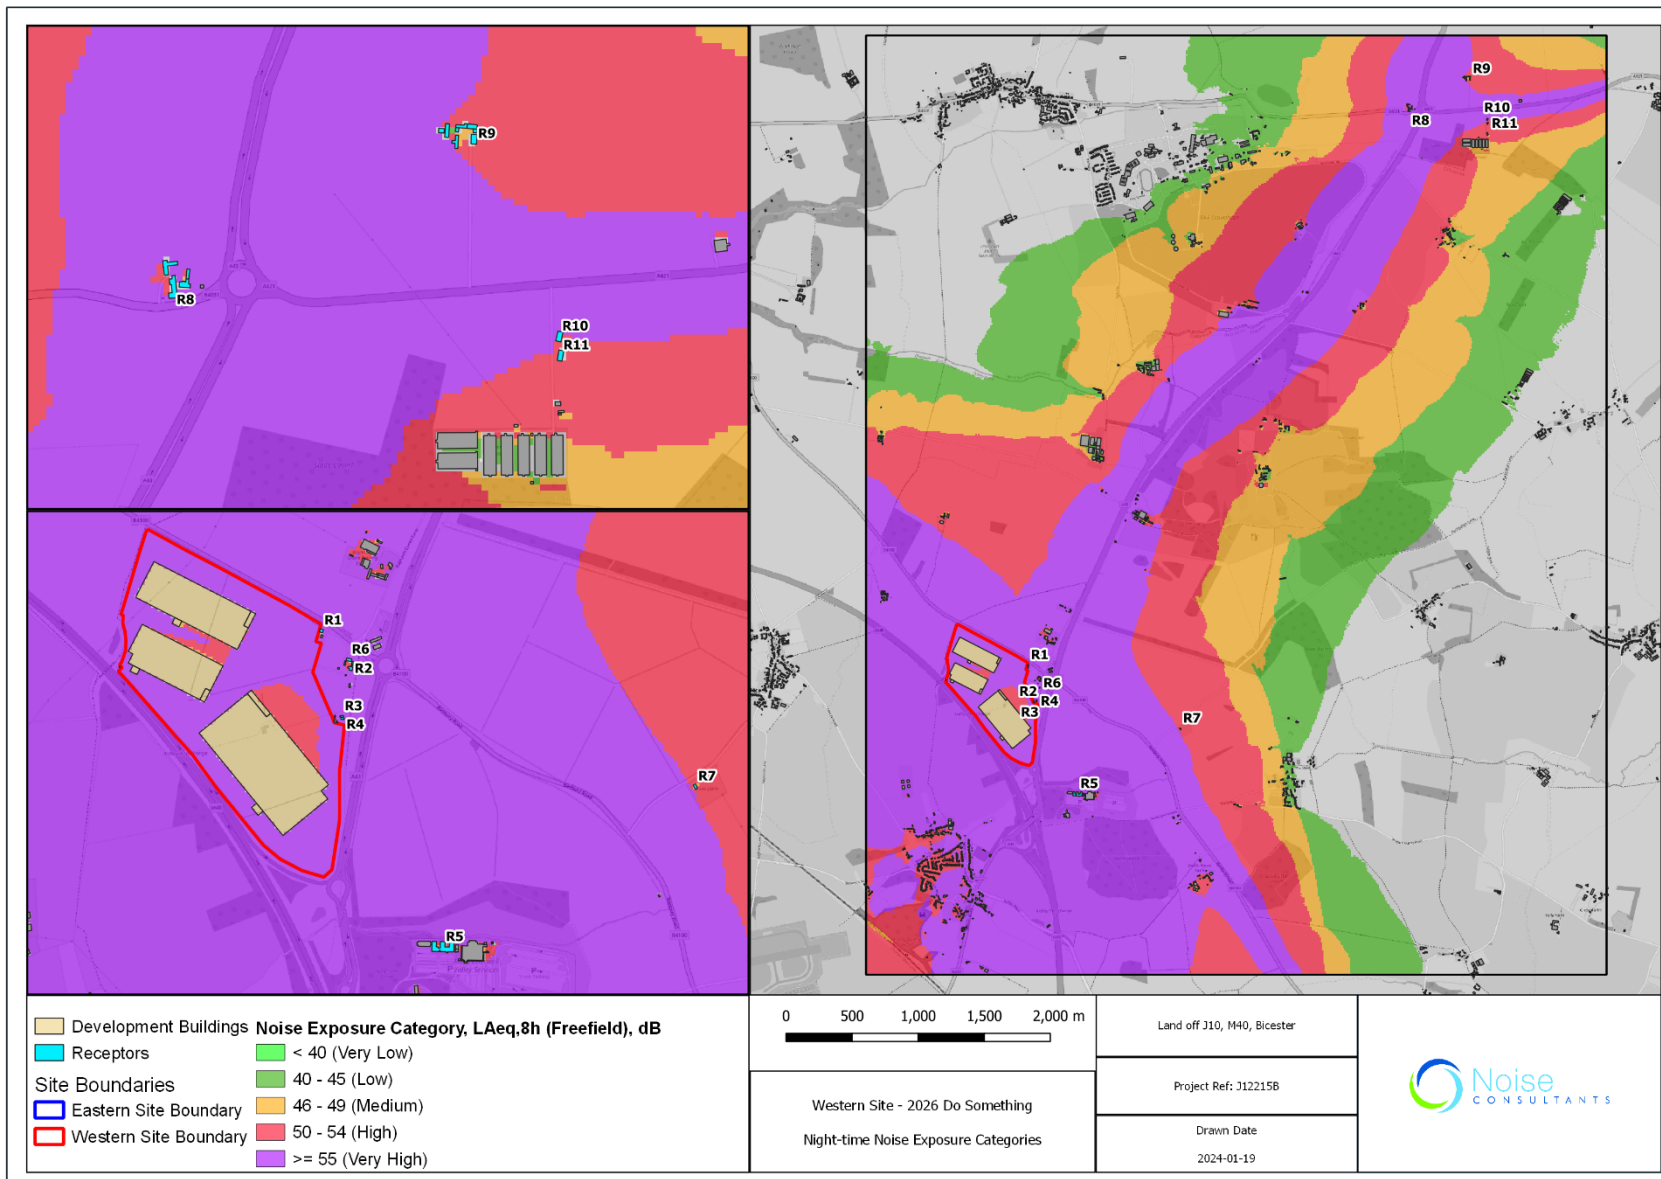 R9
R8
R10
R11
R1
R6
R2
R3
R4
R7
R5
R9
R10
R8
R11
R1
R6
R2
R4
R3
R7
R5
Development Buildings
Receptors
Site Boundaries
Eastern Site Boundary
Western Site Boundary
Noise Exposure Category, LAeq,8h (Freefield), dB
< 40 (Very Low)
40 - 45 (Low)
46 - 49 (Medium)
50 - 54 (High)
>= 55 (Very High)
0 500 1,000 1,500 2,000 m
Western Site - 2026 Do Something
Night-time Noise Exposure Categories
Land off J10, M40, Bicester
Project Ref: J12215B
Drawn Date
2024-01-19
Noise
CONSULTANTS